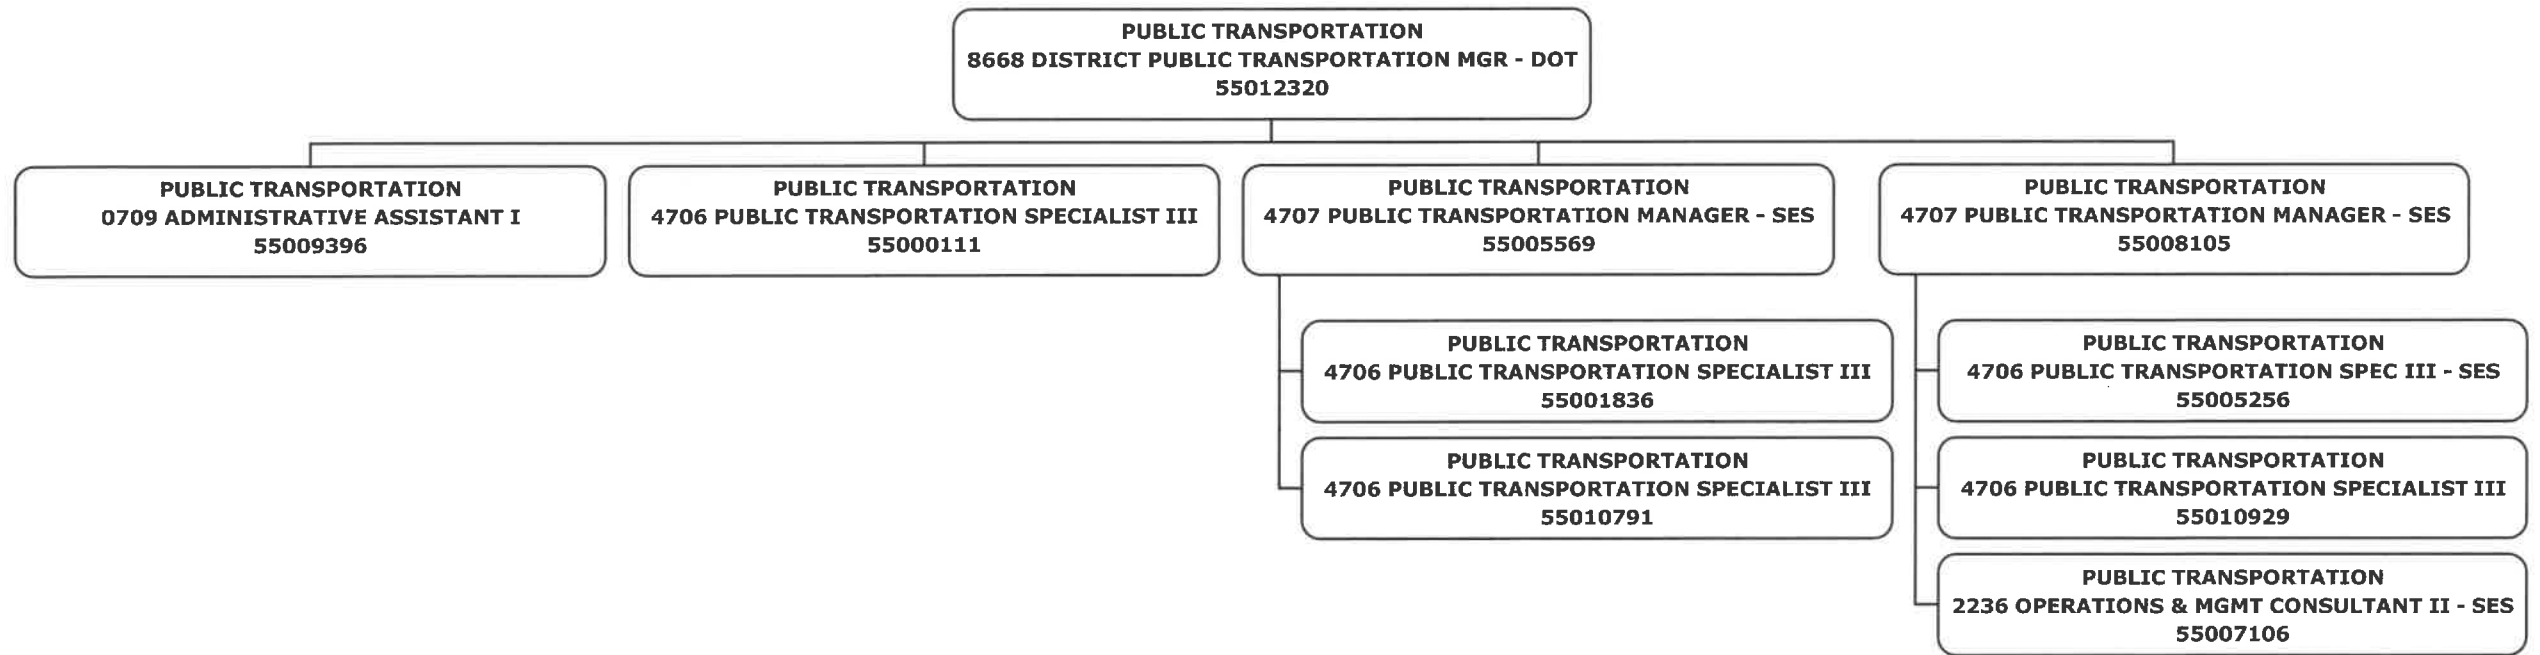 PUBLIC TRANSPORTATION
8668 DISTRICT PUBLIC TRANSPORTATION MGR - DOT
55012320
PUBLIC TRANSPORTATION
0709 ADMINISTRATIVE ASSISTANT I
55009396
PUBLIC TRANSPORTATION
4706 PUBLIC TRANSPORTATION SPECIALIST III
55000111
PUBLIC TRANSPORTATION
4707 PUBLIC TRANSPORTATION MANAGER - SES
55005569
PUBLIC TRANSPORTATION
4706 PUBLIC TRANSPORTATION SPECIALIST III
55001836
PUBLIC TRANSPORTATION
4706 PUBLIC TRANSPORTATION SPECIALIST III
55010791
PUBLIC TRANSPORTATION
4707 PUBLIC TRANSPORTATION MANAGER - SES
55008105
PUBLIC TRANSPORTATION
4706 PUBLIC TRANSPORTATION SPEC III - SES
55005256
PUBLIC TRANSPORTATION
4706 PUBLIC TRANSPORTATION SPECIALIST III
55010929
PUBLIC TRANSPORTATION
2236 OPERATIONS & MGMT CONSULTANT II - SES
55007106